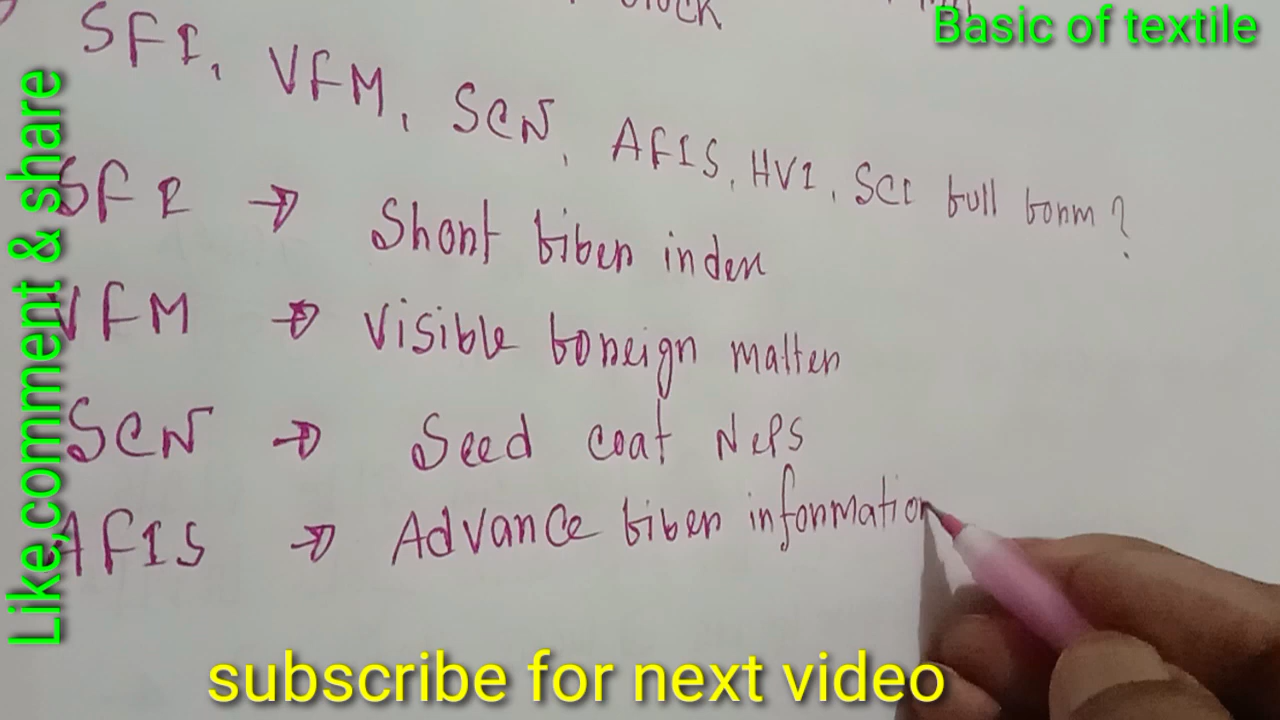 Basic of textile
SFI, VFM, SCN, AFIS, HVI, SCI full form?
SFI → Short fiber index
VFM → Visible foreign matter
SCN → Seed coat NePS
AFIS → Advance fiber information
Like,comment & share
subscribe for next video